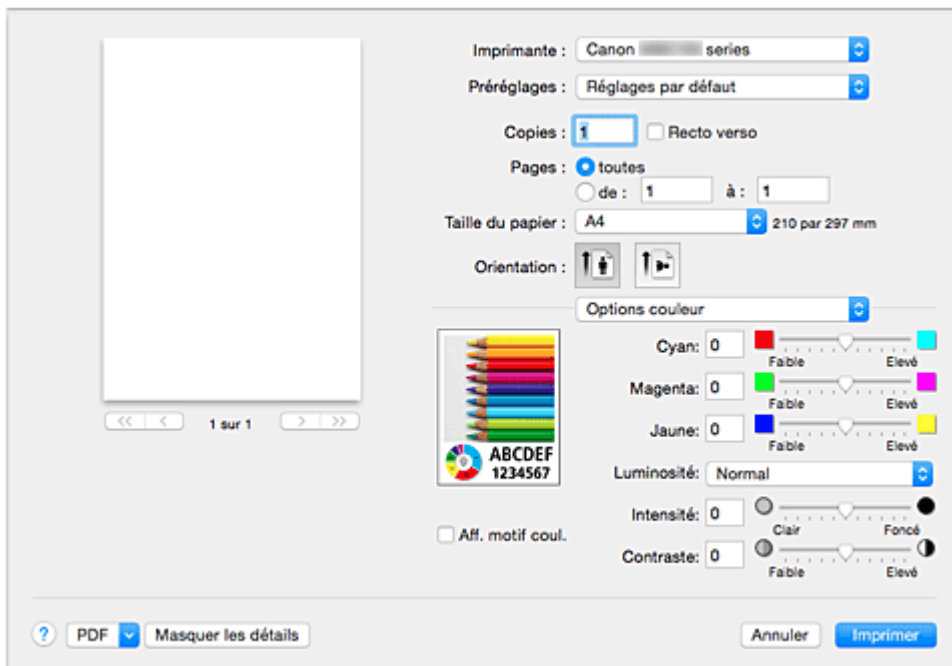 Imprimante : Canon series
Préréglages : Réglages par défaut
Copies : 1 Recto verso
Pages : toutes
de : 1 à : 1
Taille du papier : A4 210 par 297 mm
Orientation :
Options couleur
Cyan: 0
Faible Elevé
Magenta: 0
Faible Elevé
Jaune: 0
Faible Elevé
Luminosité: Normal
Intensité: 0
Clair Foncé
Contraste: 0
Faible Elevé
<< < 1 sur 1 > >>
ABCDEF
1234567
Aff. motif coul.
? PDF Masquer les détails Annuler Imprimer